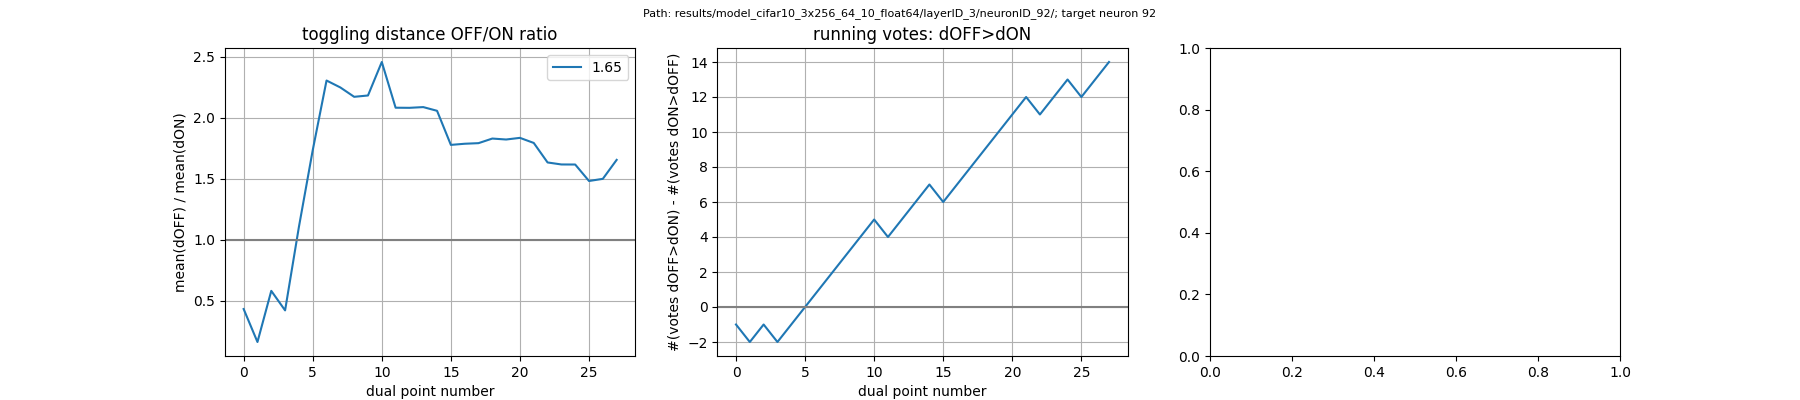 Path: results/model_cifar10_3x256_64_10_float64/layerID_3/neuronID_92/; target neuron 92
toggling distance OFF/ON ratio
mean(dOFF) / mean(dON)
2.5
2.0
1.5
1.0
0.5
1.65
0 5 10 15 20 25
dual point number
running votes: dOFF>dON
#(votes dOFF>dON) - #(votes dON>dOFF)
14
12
10
8
6
4
2
0
−2
0 5 10 15 20 25
dual point number
1.0
0.8
0.6
0.4
0.2
0.0
0.0 0.2 0.4 0.6 0.8 1.0